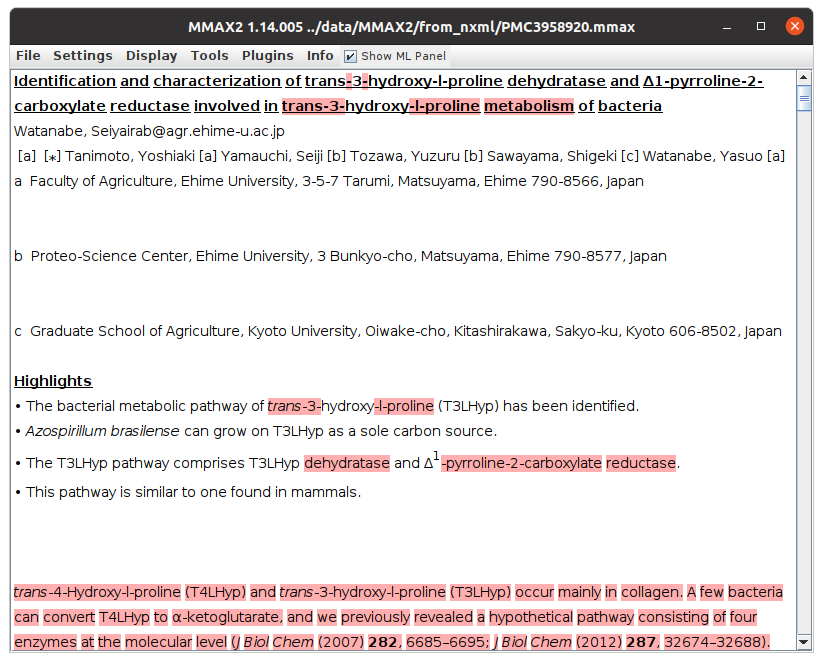 MMAX2 1.14.005 ../data/MMAX2/from_nxml/PMC3958920.mmax
File Settings Display Tools Plugins Info Show ML Panel
Identification and characterization of trans-3-hydroxy-l-proline dehydratase and Δ1-pyrroline-2-
carboxylate reductase involved in trans-3-hydroxy-l-proline metabolism of bacteria
Watanabe, Seiyairab@agr.ehime-u.ac.jp
[a] [⁎] Tanimoto, Yoshiaki [a] Yamauchi, Seiji [b] Tozawa, Yuzuru [b] Sawayama, Shigeki [c] Watanabe, Yasuo [a]
a Faculty of Agriculture, Ehime University, 3-5-7 Tarumi, Matsuyama, Ehime 790-8566, Japan
b Proteo-Science Center, Ehime University, 3 Bunkyo-cho, Matsuyama, Ehime 790-8577, Japan
c Graduate School of Agriculture, Kyoto University, Oiwake-cho, Kitashirakawa, Sakyo-ku, Kyoto 606-8502, Japan
Highlights
• The bacterial metabolic pathway of trans-3-hydroxy-l-proline (T3LHyp) has been identified.
• Azospirillum brasilense can grow on T3LHyp as a sole carbon source.
• The T3LHyp pathway comprises T3LHyp dehydratase and Δ1-pyrroline-2-carboxylate reductase.
• This pathway is similar to one found in mammals.
trans-4-Hydroxy-l-proline (T4LHyp) and trans-3-hydroxy-l-proline (T3LHyp) occur mainly in collagen. A few bacteria
can convert T4LHyp to α-ketoglutarate, and we previously revealed a hypothetical pathway consisting of four
enzymes at the molecular level (J Biol Chem (2007) 282, 6685–6695; J Biol Chem (2012) 287, 32674–32688).